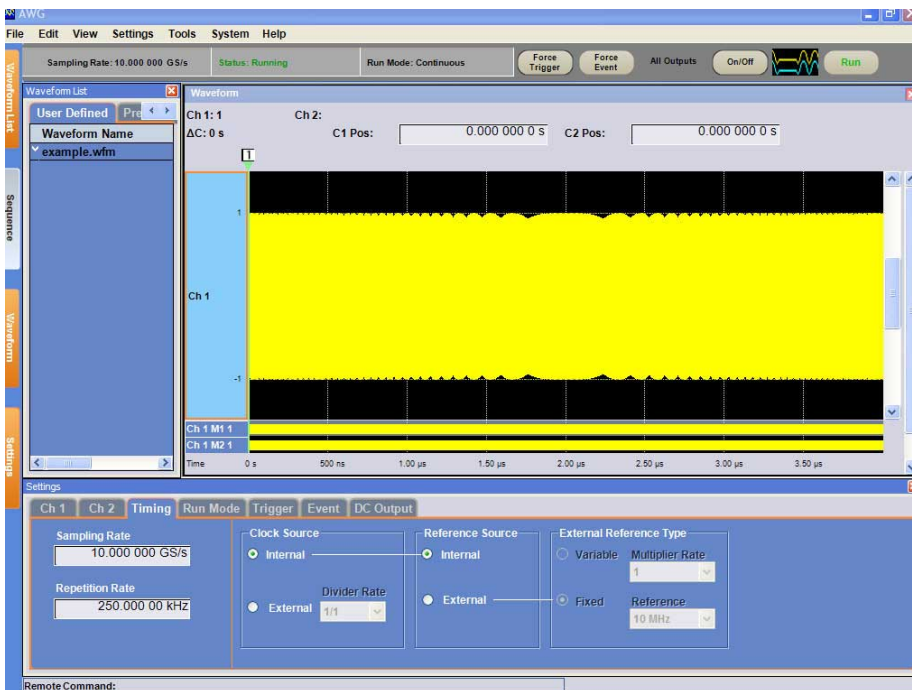 AWG
File Edit View Settings Tools System Help
Sampling Rate: 10.000 000 GS/s Status: Running Run Mode: Continuous Force Trigger Force Event All Outputs On/Off Run
Waveform List
Sequence
Waveform
Settings
Waveform List
User Defined Pre
Waveform Name
example.wfm
Waveform
Ch 1: 1 Ch 2:
ΔC: 0 s C1 Pos: 0.000 000 0 s C2 Pos: 0.000 000 0 s
1
1
Ch 1
-1
Ch 1 M1 1
Ch 1 M2 1
Time 0 s 500 ns 1.00 µs 1.50 µs 2.00 µs 2.50 µs 3.00 µs 3.50 µs
Settings
Ch 1 Ch 2 Timing Run Mode Trigger Event DC Output
Sampling Rate
10.000 000 GS/s
Repetition Rate
250.000 00 kHz
Clock Source
Internal
External
Divider Rate
1/1
Reference Source
Internal
External
External Reference Type
Variable
Multiplier Rate
1
Fixed
Reference
10 MHz
Remote Command: